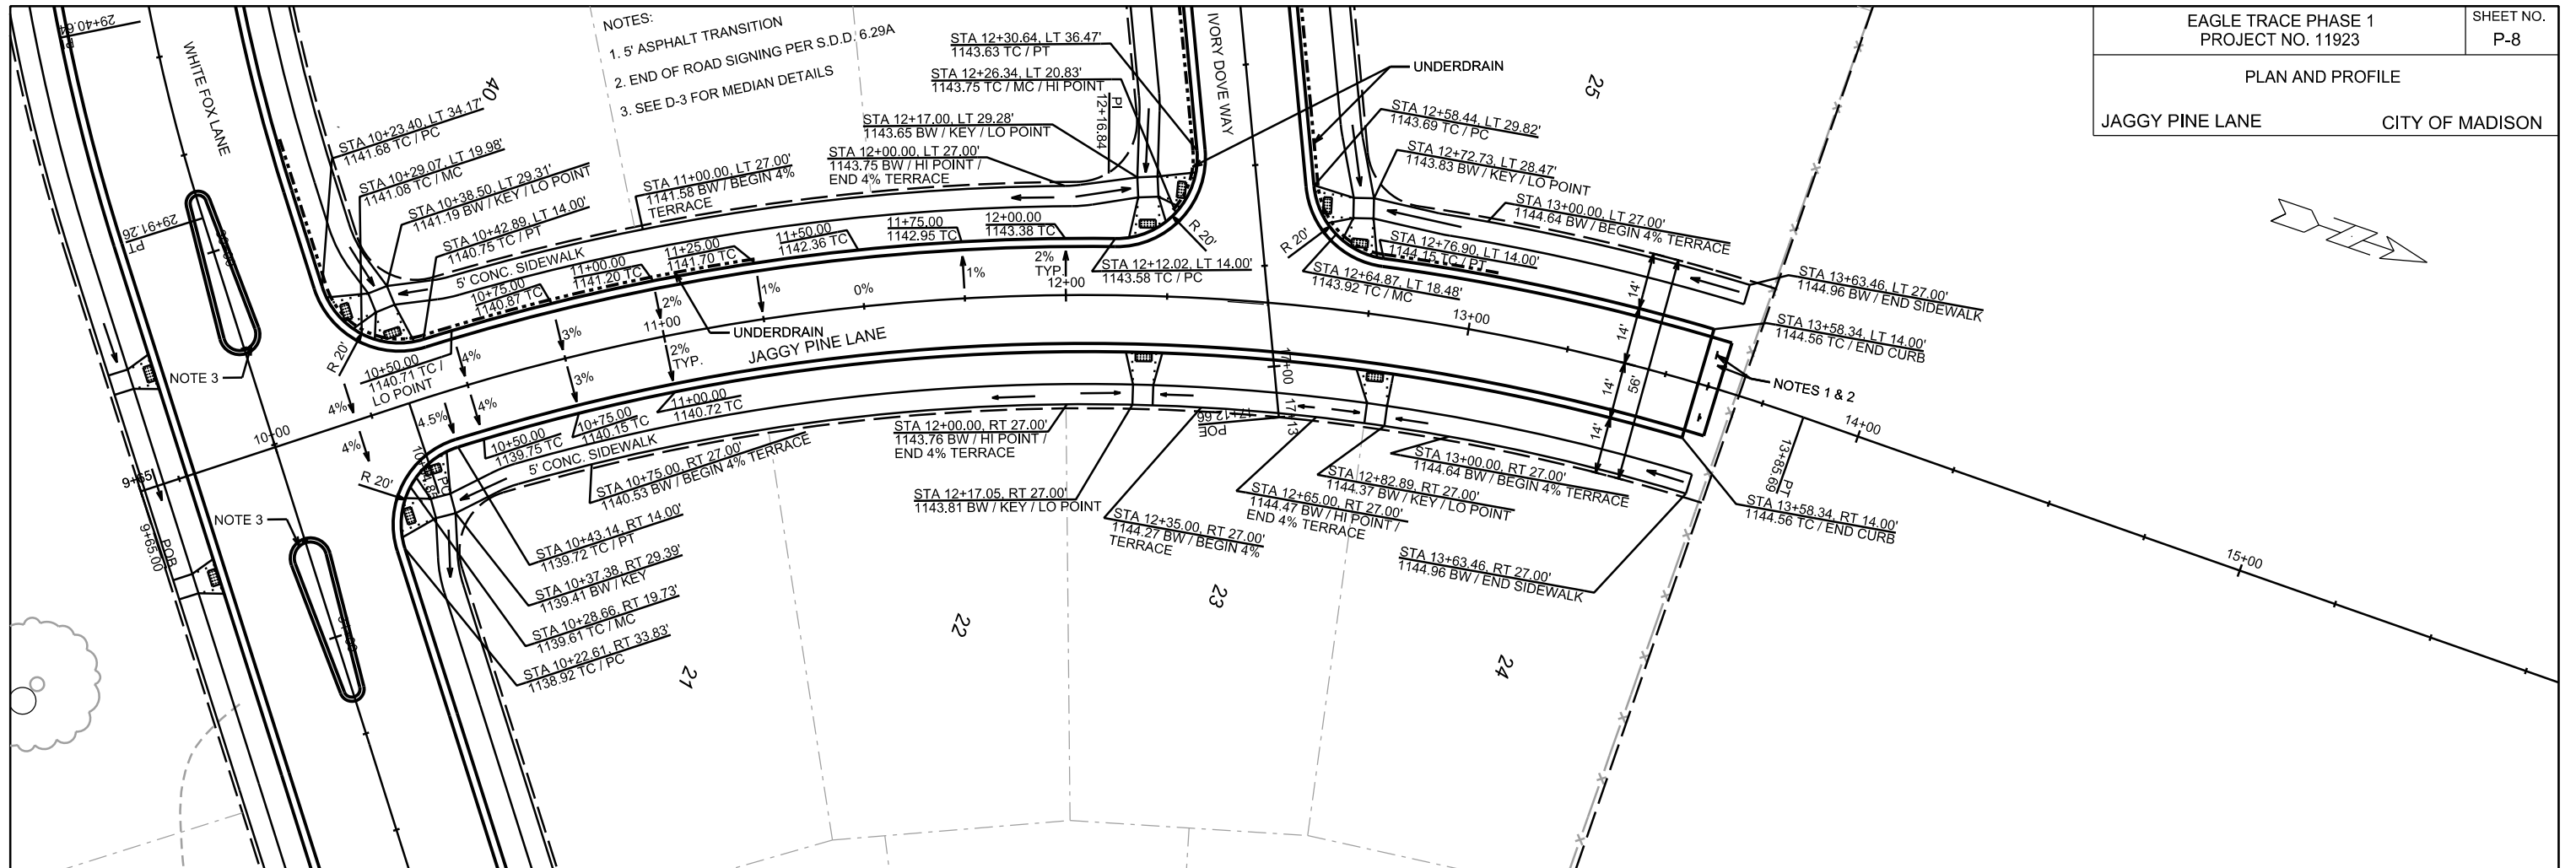 EAGLE TRACE PHASE 1
PROJECT NO. 11923
SHEET NO.
P-8
PLAN AND PROFILE
JAGGY PINE LANE
CITY OF MADISON
NOTES:
1. 5' ASPHALT TRANSITION
2. END OF ROAD SIGNING PER S.D.D. 6.29A
3. SEE D-3 FOR MEDIAN DETAILS
29+40.64
WHITE FOX LANE
40
STA 10+23.40, LT 34.17'
1141.68 TC / PC
STA 10+29.07, LT 19.98'
1141.08 TC / MC
STA 10+38.50, LT 29.31'
1141.19 BW / KEY / LO POINT
STA 10+42.89, LT 14.00'
1140.75 TC / PT
STA 11+00.00, LT 27.00'
1141.58 BW / BEGIN 4%
TERRACE
STA 12+30.64, LT 36.47'
1143.63 TC / PT
STA 12+26.34, LT 20.83'
1143.75 TC / MC / HI POINT
STA 12+17.00, LT 29.28'
1143.65 BW / KEY / LO POINT
STA 12+00.00, LT 27.00'
1143.75 BW / HI POINT /
END 4% TERRACE
PI
12+16.84
IVORY DOVE WAY
UNDERDRAIN
25
STA 12+58.44, LT 29.82'
1143.69 TC / PC
STA 12+72.73, LT 28.47'
1143.83 BW / KEY / LO POINT
STA 13+00.00, LT 27.00'
1144.64 BW / BEGIN 4% TERRACE
STA 12+76.90, LT 14.00'
1144.15 TC / PT
STA 12+64.87, LT 18.48'
1143.92 TC / MC
STA 12+12.02, LT 14.00'
1143.58 TC / PC
R 20'
R 20'
STA 13+63.46, LT 27.00'
1144.96 BW / END SIDEWALK
STA 13+58.34, LT 14.00'
1144.56 TC / END CURB
NOTES 1 & 2
PT
29+91.26
5' CONC. SIDEWALK
10+75.00
1140.87 TC
11+00.00
1141.20 TC
11+25.00
1141.70 TC
11+50.00
1142.36 TC
11+75.00
1142.95 TC
12+00.00
1143.38 TC
10+50.00
1140.71 TC /
LO POINT
R 20'
NOTE 3
UNDERDRAIN
JAGGY PINE LANE
4%
4%
4%
4.5%
4%
3%
3%
2%
2%
TYP.
1%
0%
1%
2%
TYP.
10+00
11+00
12+00
13+00
14+00
15+00
14'
14'
14'
14'
56'
9+65
POB
9+65.00
NOTE 3
R 20'
PC
10+50.00
1139.75 TC
10+75.00
1140.15 TC
11+00.00
1140.72 TC
5' CONC. SIDEWALK
STA 10+75.00, RT 27.00'
1140.53 BW / BEGIN 4% TERRACE
STA 10+43.14, RT 14.00'
1139.72 TC / PT
STA 10+37.38, RT 29.39'
1139.41 BW / KEY
STA 10+28.66, RT 19.73'
1139.61 TC / MC
STA 10+22.61, RT 33.83'
1138.92 TC / PC
STA 12+00.00, RT 27.00'
1143.76 BW / HI POINT /
END 4% TERRACE
STA 12+17.05, RT 27.00'
1143.81 BW / KEY / LO POINT
17+00
17+13
POE
17+12.66
STA 12+35.00, RT 27.00'
1144.27 BW / BEGIN 4%
TERRACE
STA 12+65.00, RT 27.00'
1144.47 BW / HI POINT /
END 4% TERRACE
STA 12+82.89, RT 27.00'
1144.37 BW / KEY / LO POINT
STA 13+00.00, RT 27.00'
1144.64 BW / BEGIN 4% TERRACE
STA 13+63.46, RT 27.00'
1144.96 BW / END SIDEWALK
STA 13+58.34, RT 14.00'
1144.56 TC / END CURB
PT
13+85.69
21
22
23
24